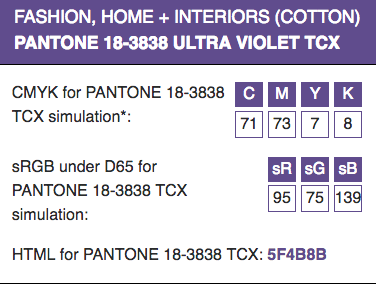 FASHION, HOME + INTERIORS (COTTON)
PANTONE 18-3838 ULTRA VIOLET TCX
CMYK for PANTONE 18-3838 C M Y K
TCX simulation*: 71 73 7 8
sRGB under D65 for sR sG sB
PANTONE 18-3838 TCX 95 75 139
simulation:
HTML for PANTONE 18-3838 TCX: 5F4B8B